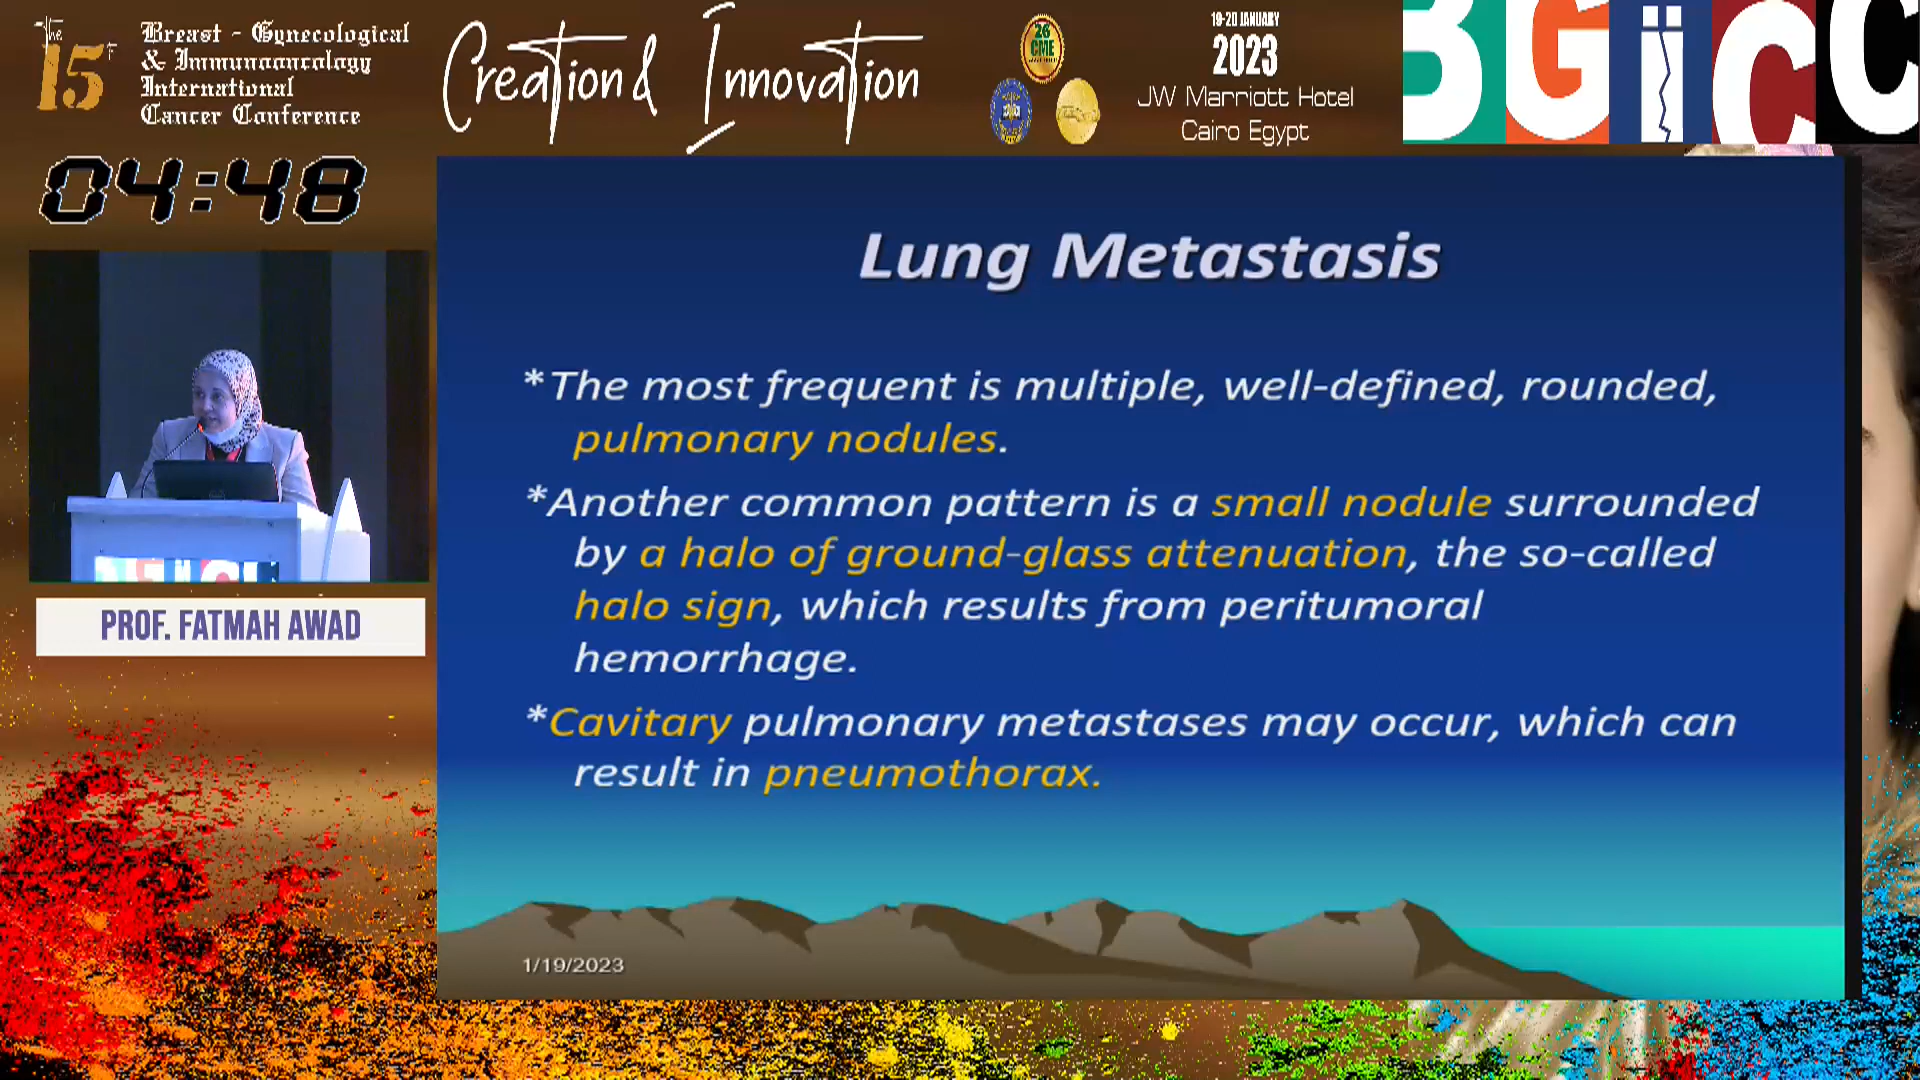 The 15th
Breast - Gynecological
& Immunooncology
International
Cancer Conference
Creation & Innovation
26
CME
19-20 JANUARY
2023
JW Marriott Hotel
Cairo Egypt
BGiCC
04:48
PROF. FATMAH AWAD
Lung Metastasis
*The most frequent is multiple, well-defined, rounded,
pulmonary nodules.
*Another common pattern is a small nodule surrounded
by a halo of ground-glass attenuation, the so-called
halo sign, which results from peritumoral
hemorrhage.
*Cavitary pulmonary metastases may occur, which can
result in pneumothorax.
1/19/2023